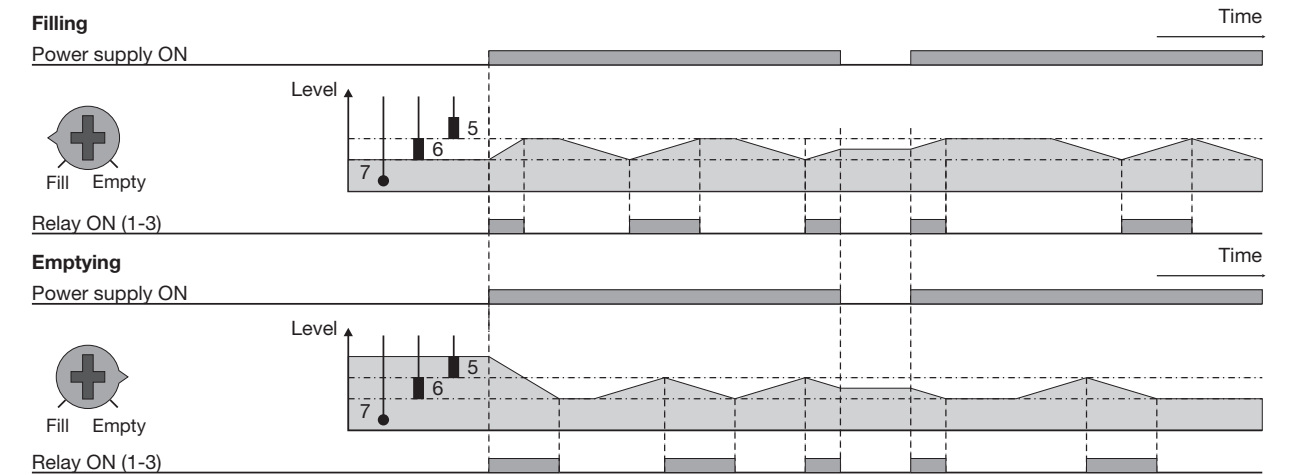 Filling
Time
Power supply ON
Level
5
6
7
Fill Empty
Relay ON (1-3)
Emptying
Time
Power supply ON
Level
5
6
7
Fill Empty
Relay ON (1-3)